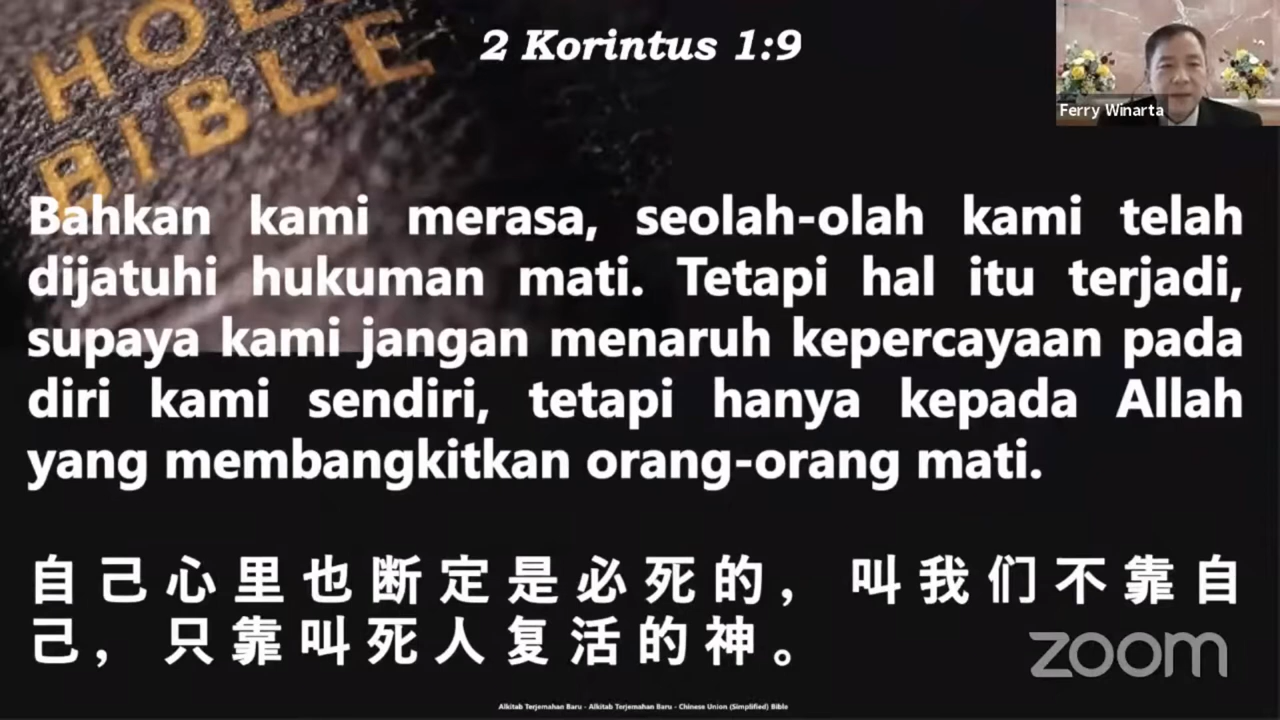 HOL
BIBLE
2 Korintus 1:9
Ferry Winarta
Bahkan kami merasa, seolah-olah kami telah
dijatuhi hukuman mati. Tetapi hal itu terjadi,
supaya kami jangan menaruh kepercayaan pada
diri kami sendiri, tetapi hanya kepada Allah
yang membangkitkan orang-orang mati.
自己心里也断定是必死的，叫我们不靠自
己，只靠叫死人复活的神。
zoom
Alkitab Terjemahan Baru - Alkitab Terjemahan Baru - Chinese Union (Simplified) Bible